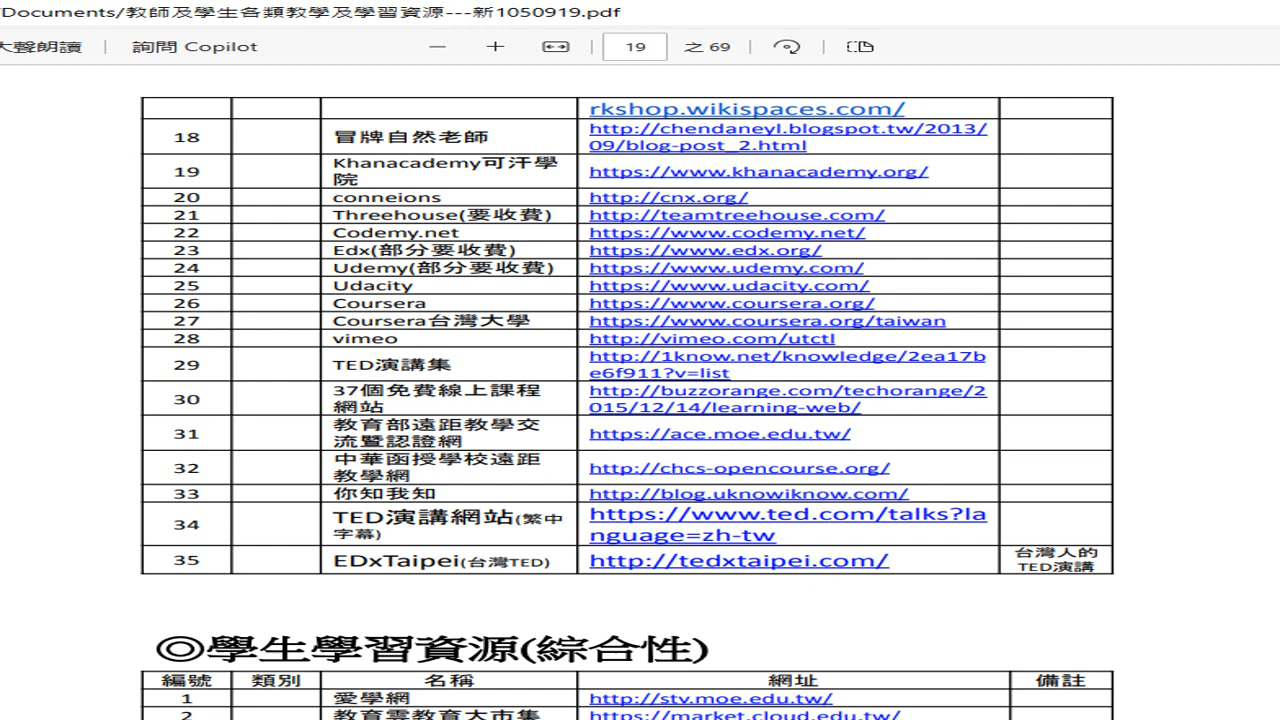 /Documents/教師及學生各類教學及學習資源---新1050919.pdf
大聲朗讀 | 詢問 Copilot — + 19 之 69
rkshop.wikispaces.com/
18 冒牌自然老師 http://chendaneyl.blogspot.tw/2013/
09/blog-post_2.html
19 Khanacademy可汗學
院 https://www.khanacademy.org/
20 conneions http://cnx.org/
21 Threehouse(要收費) http://teamtreehouse.com/
22 Codemy.net https://www.codemy.net/
23 Edx(部分要收費) https://www.edx.org/
24 Udemy(部分要收費) https://www.udemy.com/
25 Udacity https://www.udacity.com/
26 Coursera https://www.coursera.org/
27 Coursera台灣大學 https://www.coursera.org/taiwan
28 vimeo http://vimeo.com/utctl
29 TED演講集 http://1know.net/knowledge/2ea17b
e6f911?v=list
30 37個免費線上課程
網站 http://buzzorange.com/techorange/2
015/12/14/learning-web/
31 教育部遠距教學交
流暨認證網 https://ace.moe.edu.tw/
32 中華函授學校遠距
教學網 http://chcs-opencourse.org/
33 你知我知 http://blog.uknowiknow.com/
34 TED演講網站(繁中
字幕) https://www.ted.com/talks?la
nguage=zh-tw
35 EDxTaipei(台灣TED) http://tedxtaipei.com/ 台灣人的
TED演講
◎學生學習資源(綜合性)
編號 類別 名稱 網址 備註
1 愛學網 http://stv.moe.edu.tw/
2 教育雲教育大市集 https://market.cloud.edu.tw/